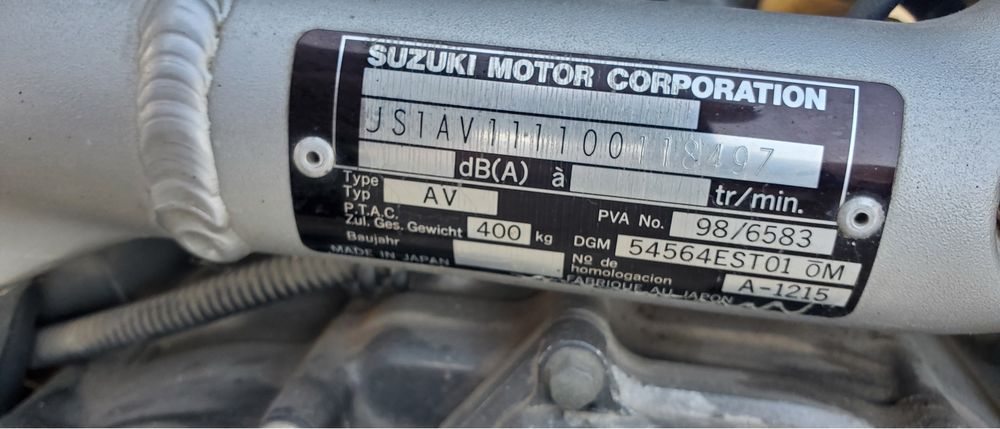 SUZUKI MOTOR CORPORATION
JS1AV111100118497
dB(A) à tr/min.
Type
Typ AV
PVA No. 98/6583
P.T.A.C.
Zul. Ges. Gewicht 400 kg
DGM 54564EST01 ŌM
Baujahr
Nº de
homologacion A-1215
MADE IN JAPAN
FABRIQUE AU JAPON